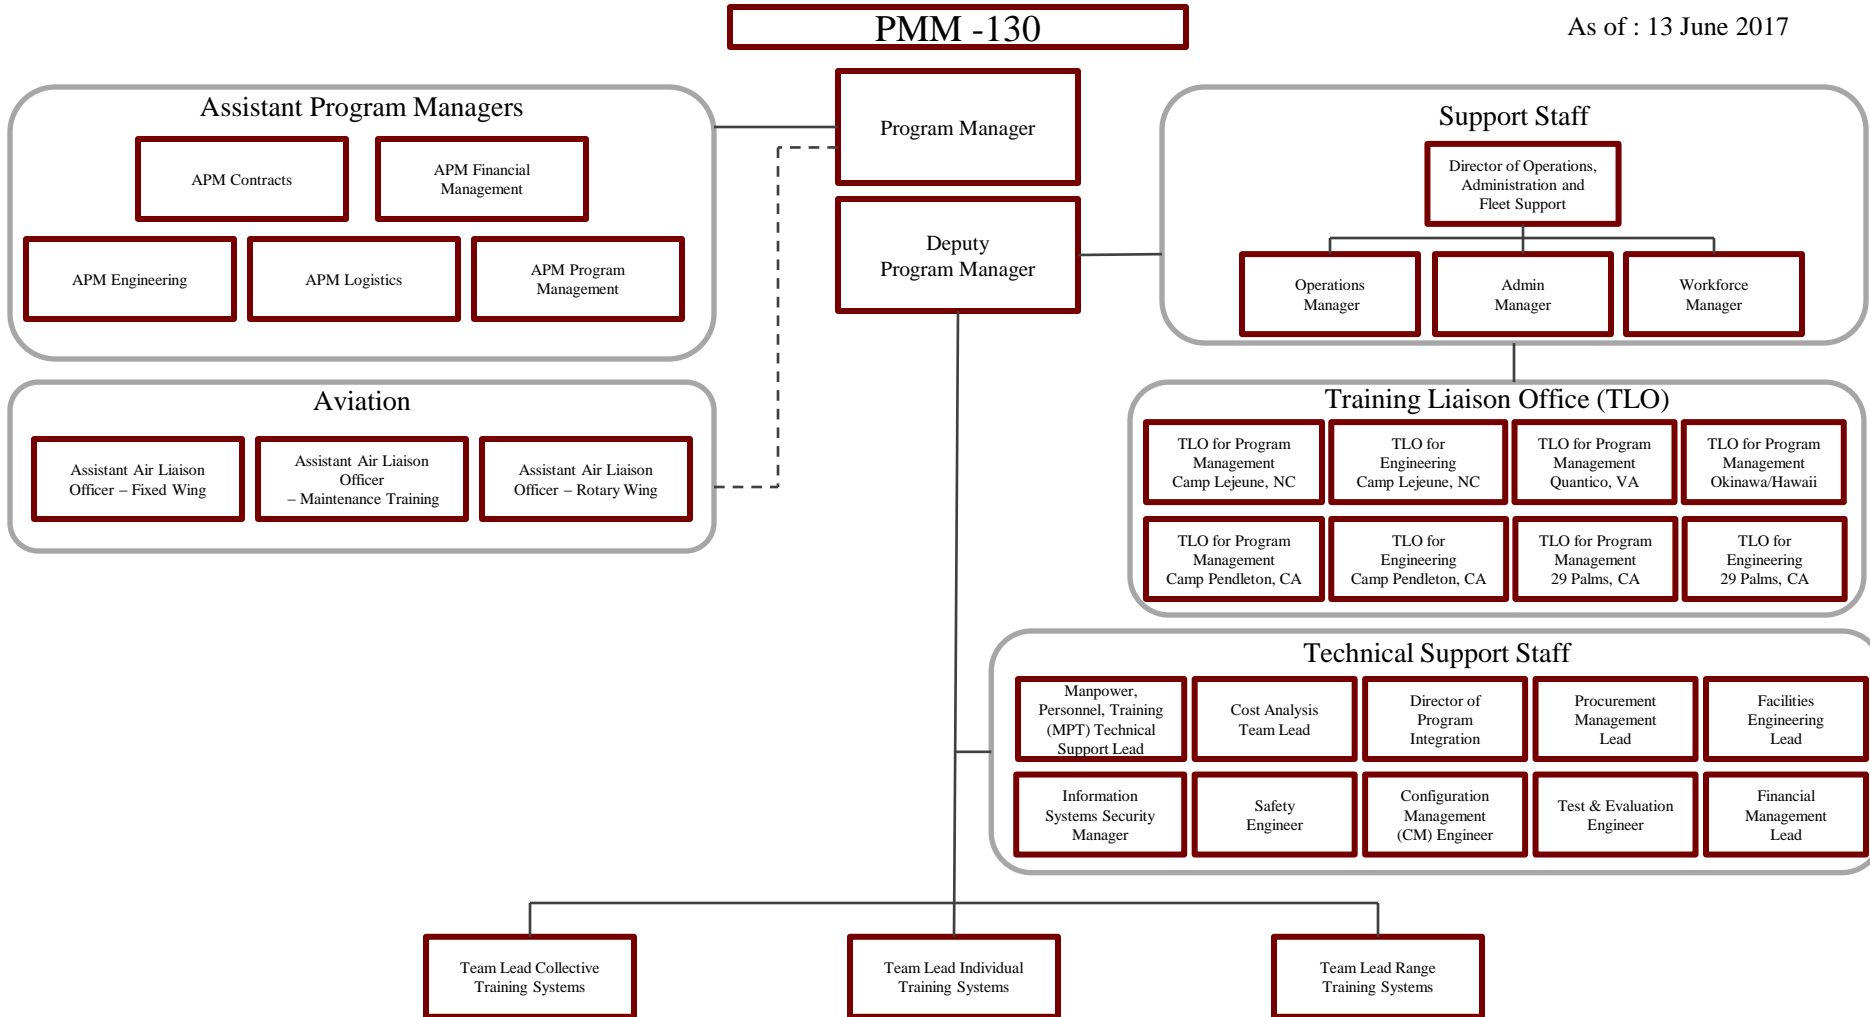 PMM -130
As of : 13 June 2017
Assistant Program Managers
APM Contracts
APM Financial
Management
APM Engineering
APM Logistics
APM Program
Management
Program Manager
Deputy
Program Manager
Support Staff
Director of Operations,
Administration and
Fleet Support
Operations
Manager
Admin
Manager
Workforce
Manager
Aviation
Assistant Air Liaison
Officer – Fixed Wing
Assistant Air Liaison
Officer
– Maintenance Training
Assistant Air Liaison
Officer – Rotary Wing
Training Liaison Office (TLO)
TLO for Program
Management
Camp Lejeune, NC
TLO for
Engineering
Camp Lejeune, NC
TLO for Program
Management
Quantico, VA
TLO for Program
Management
Okinawa/Hawaii
TLO for Program
Management
Camp Pendleton, CA
TLO for
Engineering
Camp Pendleton, CA
TLO for Program
Management
29 Palms, CA
TLO for
Engineering
29 Palms, CA
Technical Support Staff
Manpower,
Personnel, Training
(MPT) Technical
Support Lead
Cost Analysis
Team Lead
Director of
Program
Integration
Procurement
Management
Lead
Facilities
Engineering
Lead
Information
Systems Security
Manager
Safety
Engineer
Configuration
Management
(CM) Engineer
Test & Evaluation
Engineer
Financial
Management
Lead
Team Lead Collective
Training Systems
Team Lead Individual
Training Systems
Team Lead Range
Training Systems